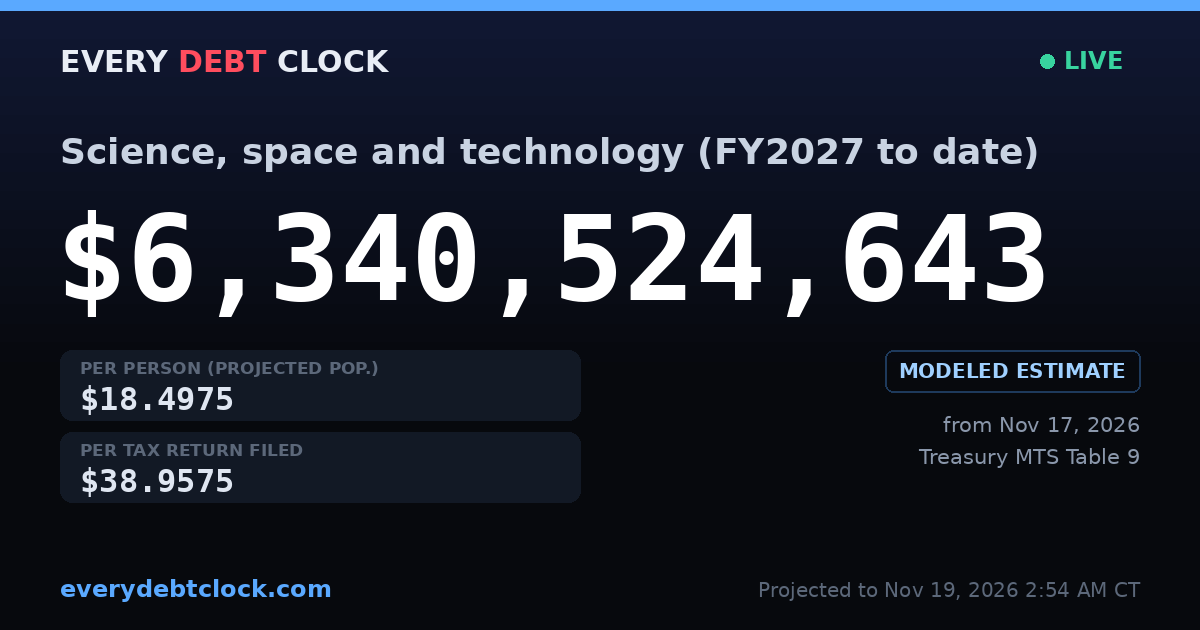 EVERY DEBT CLOCK
LIVE
Science, space and technology (FY2027 to date)
$6,340,524,643
PER PERSON (PROJECTED POP.)
$18.4975
PER TAX RETURN FILED
$38.9575
MODELED ESTIMATE
from Nov 17, 2026
Treasury MTS Table 9
everydebtclock.com
Projected to Nov 19, 2026 2:54 AM CT